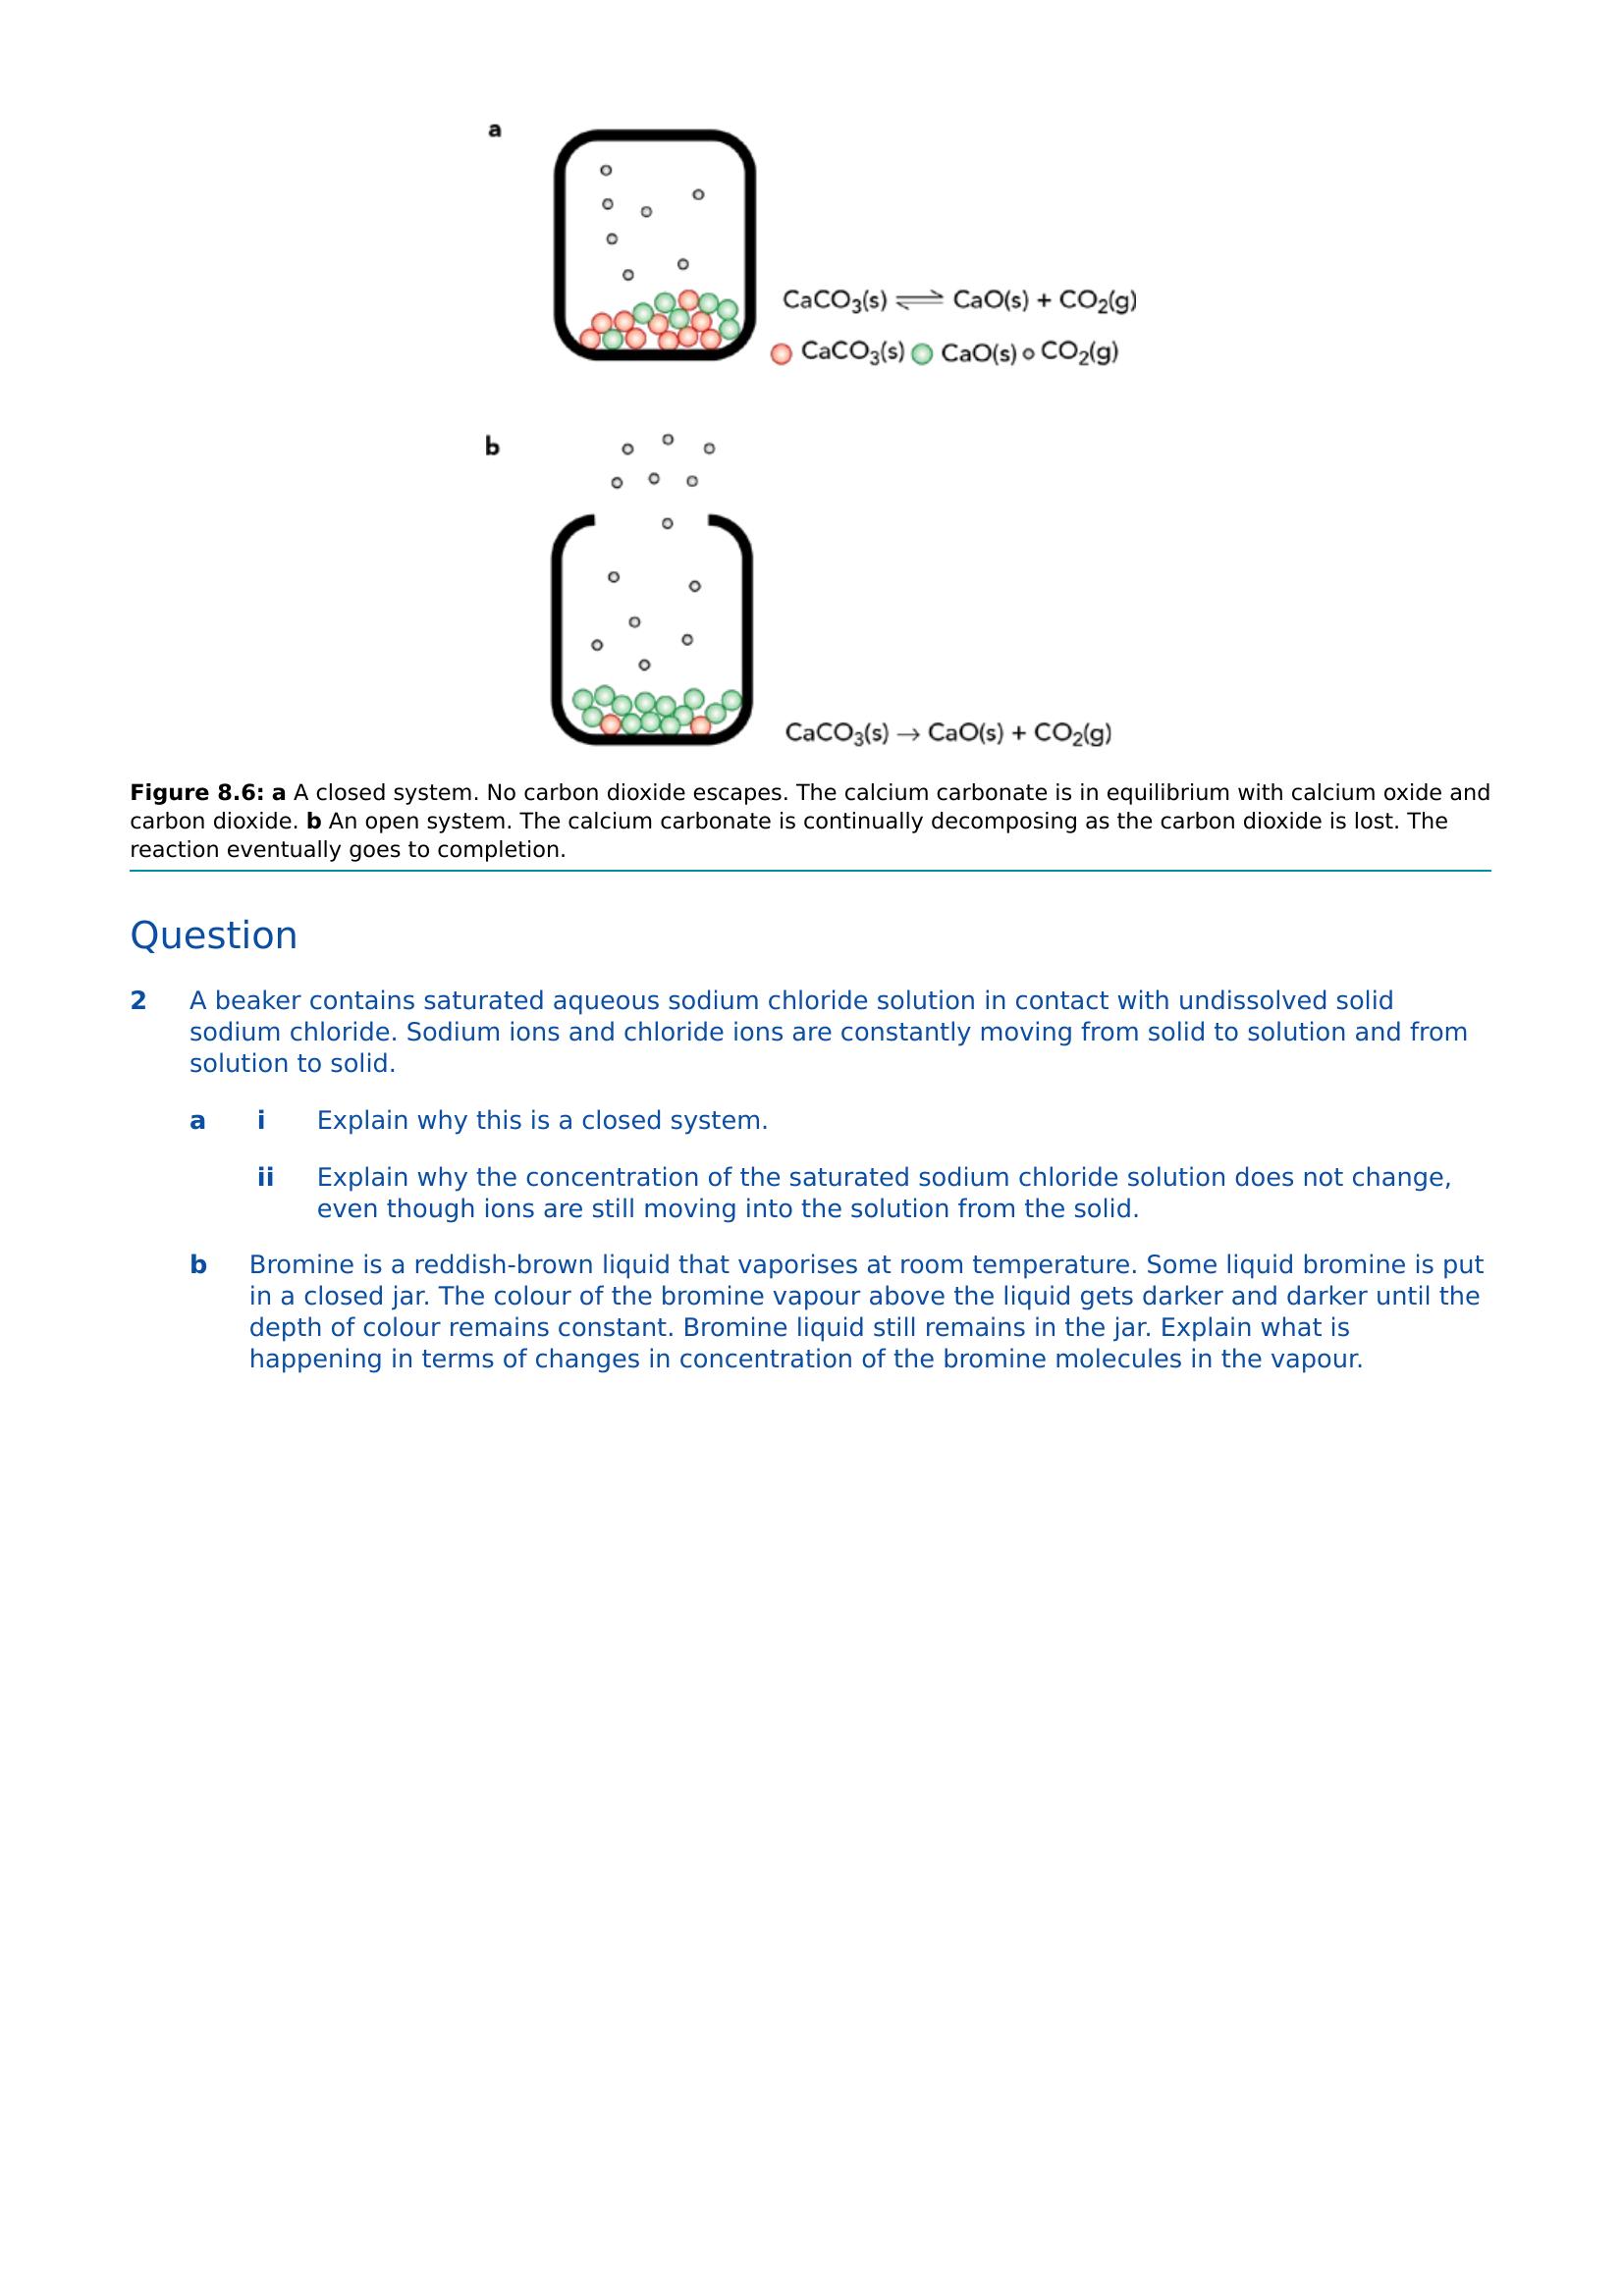 a
CaCO₃(s) ⇌ CaO(s) + CO₂(g)
CaCO₃(s) CaO(s) CO₂(g)
b
CaCO₃(s) → CaO(s) + CO₂(g)
Figure 8.6: a A closed system. No carbon dioxide escapes. The calcium carbonate is in equilibrium with calcium oxide and
carbon dioxide. b An open system. The calcium carbonate is continually decomposing as the carbon dioxide is lost. The
reaction eventually goes to completion.
Question
2 A beaker contains saturated aqueous sodium chloride solution in contact with undissolved solid
sodium chloride. Sodium ions and chloride ions are constantly moving from solid to solution and from
solution to solid.
a i Explain why this is a closed system.
ii Explain why the concentration of the saturated sodium chloride solution does not change,
even though ions are still moving into the solution from the solid.
b Bromine is a reddish-brown liquid that vaporises at room temperature. Some liquid bromine is put
in a closed jar. The colour of the bromine vapour above the liquid gets darker and darker until the
depth of colour remains constant. Bromine liquid still remains in the jar. Explain what is
happening in terms of changes in concentration of the bromine molecules in the vapour.